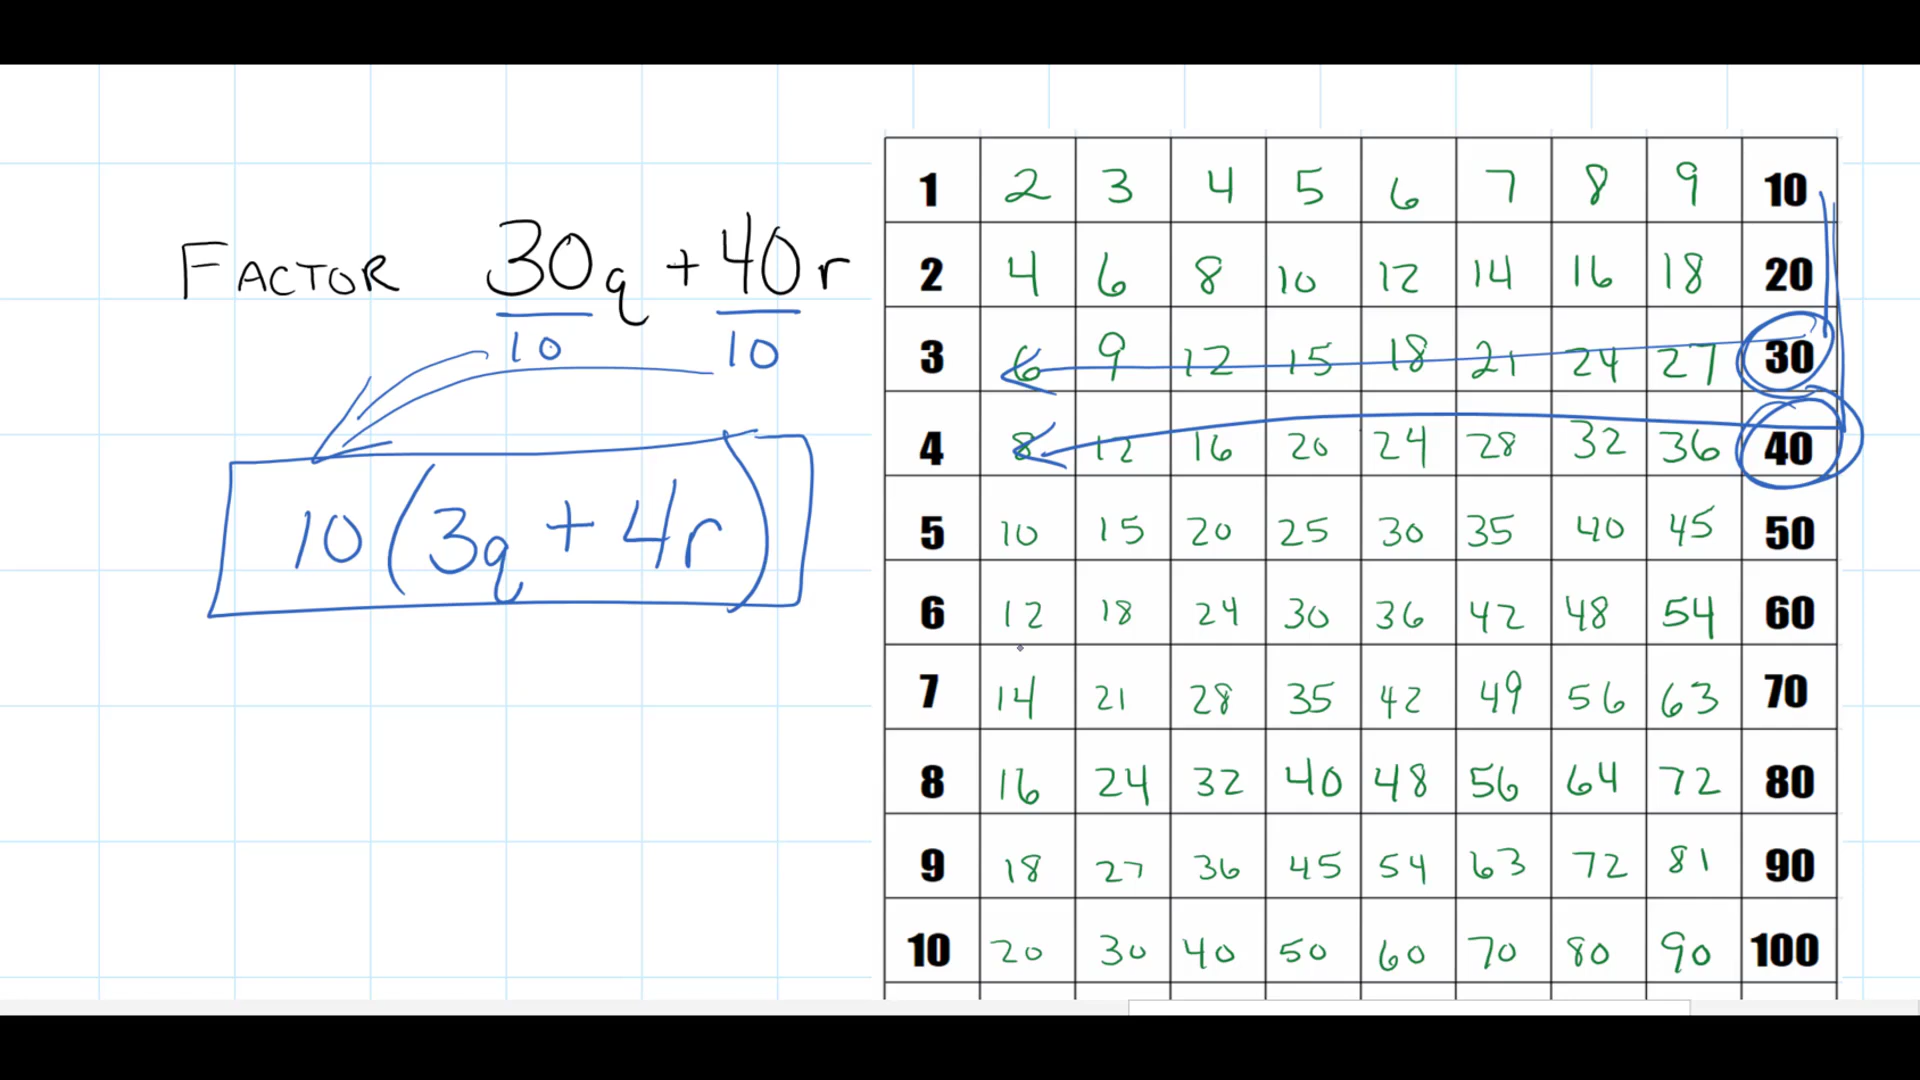 FACTOR 30q + 40r
10 10
10(3q + 4r)
1 2 3 4 5 6 7 8 9 10
2 4 6 8 10 12 14 16 18 20
3 6 9 12 15 18 21 24 27 30
4 8 12 16 20 24 28 32 36 40
5 10 15 20 25 30 35 40 45 50
6 12 18 24 30 36 42 48 54 60
7 14 21 28 35 42 49 56 63 70
8 16 24 32 40 48 56 64 72 80
9 18 27 36 45 54 63 72 81 90
10 20 30 40 50 60 70 80 90 100